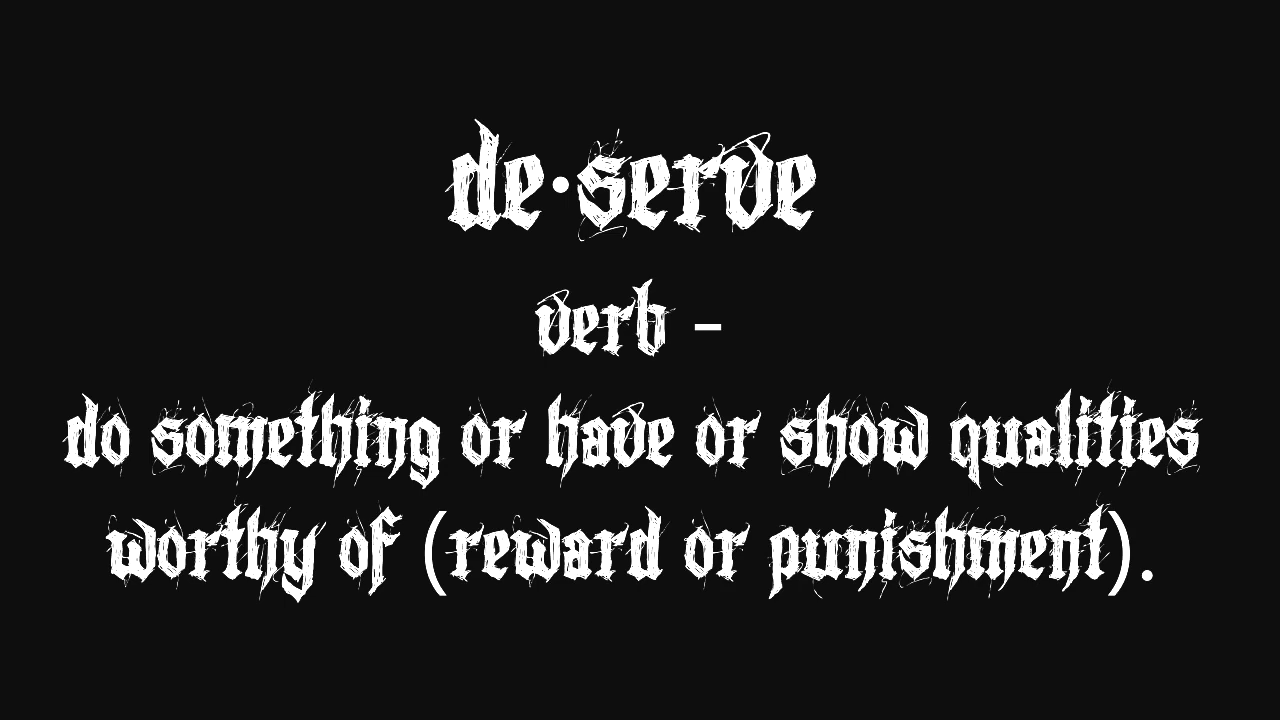 de·serve
verb -
do something or have or show qualities
worthy of (reward or punishment).